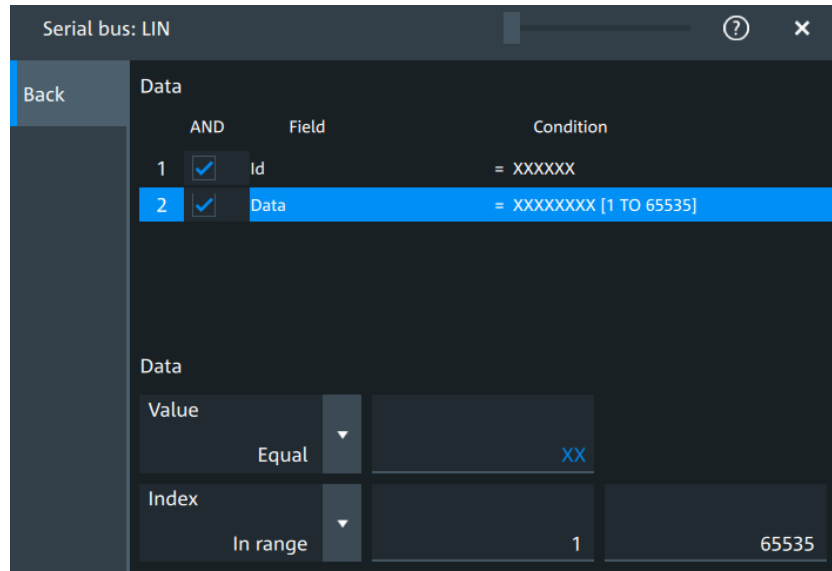 Serial bus: LIN ?
Back
Data
AND Field Condition
1 Id = XXXXXX
2 Data = XXXXXXXX [1 TO 65535]
Data
Value
Equal XX
Index
In range 1 65535